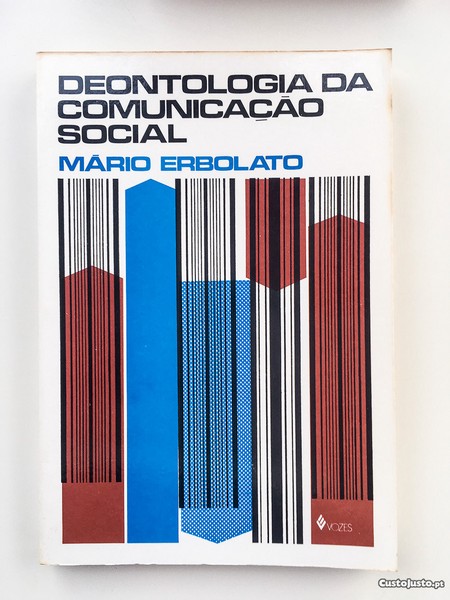 DEONTOLOGIA DA
COMUNICAÇÃO
SOCIAL
MÁRIO ERBOLATO
VOZES
CustoJusto.pt